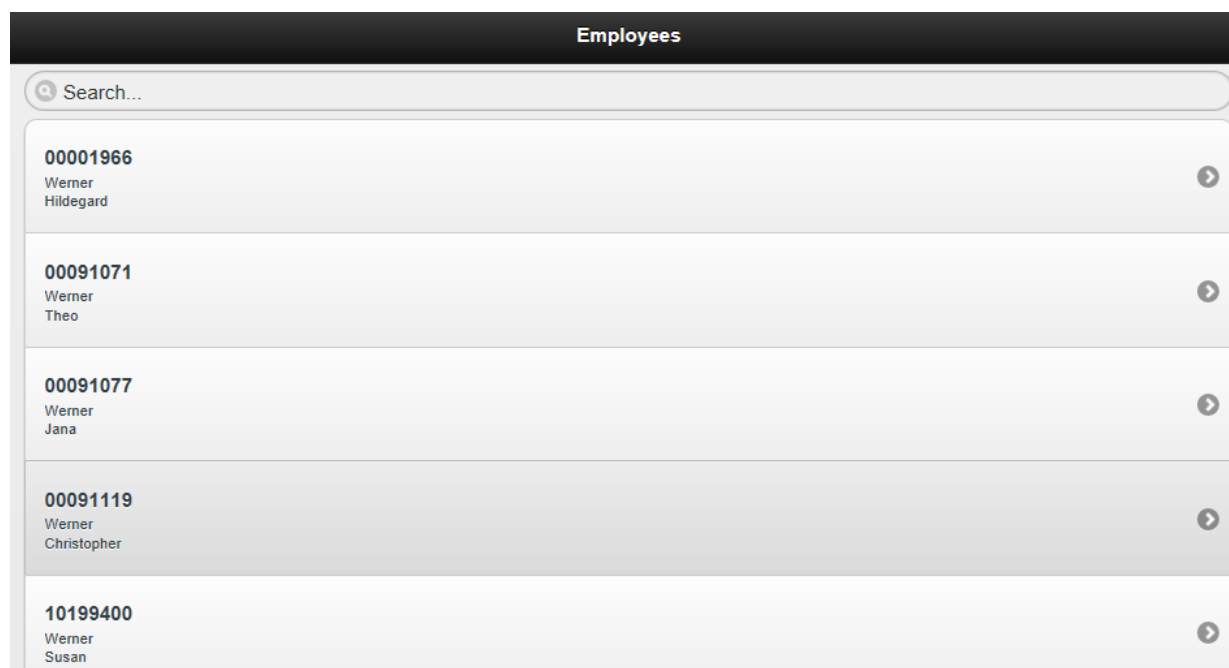 Employees
Search...
00001966
Werner
Hildegard
00091071
Werner
Theo
00091077
Werner
Jana
00091119
Werner
Christopher
10199400
Werner
Susan